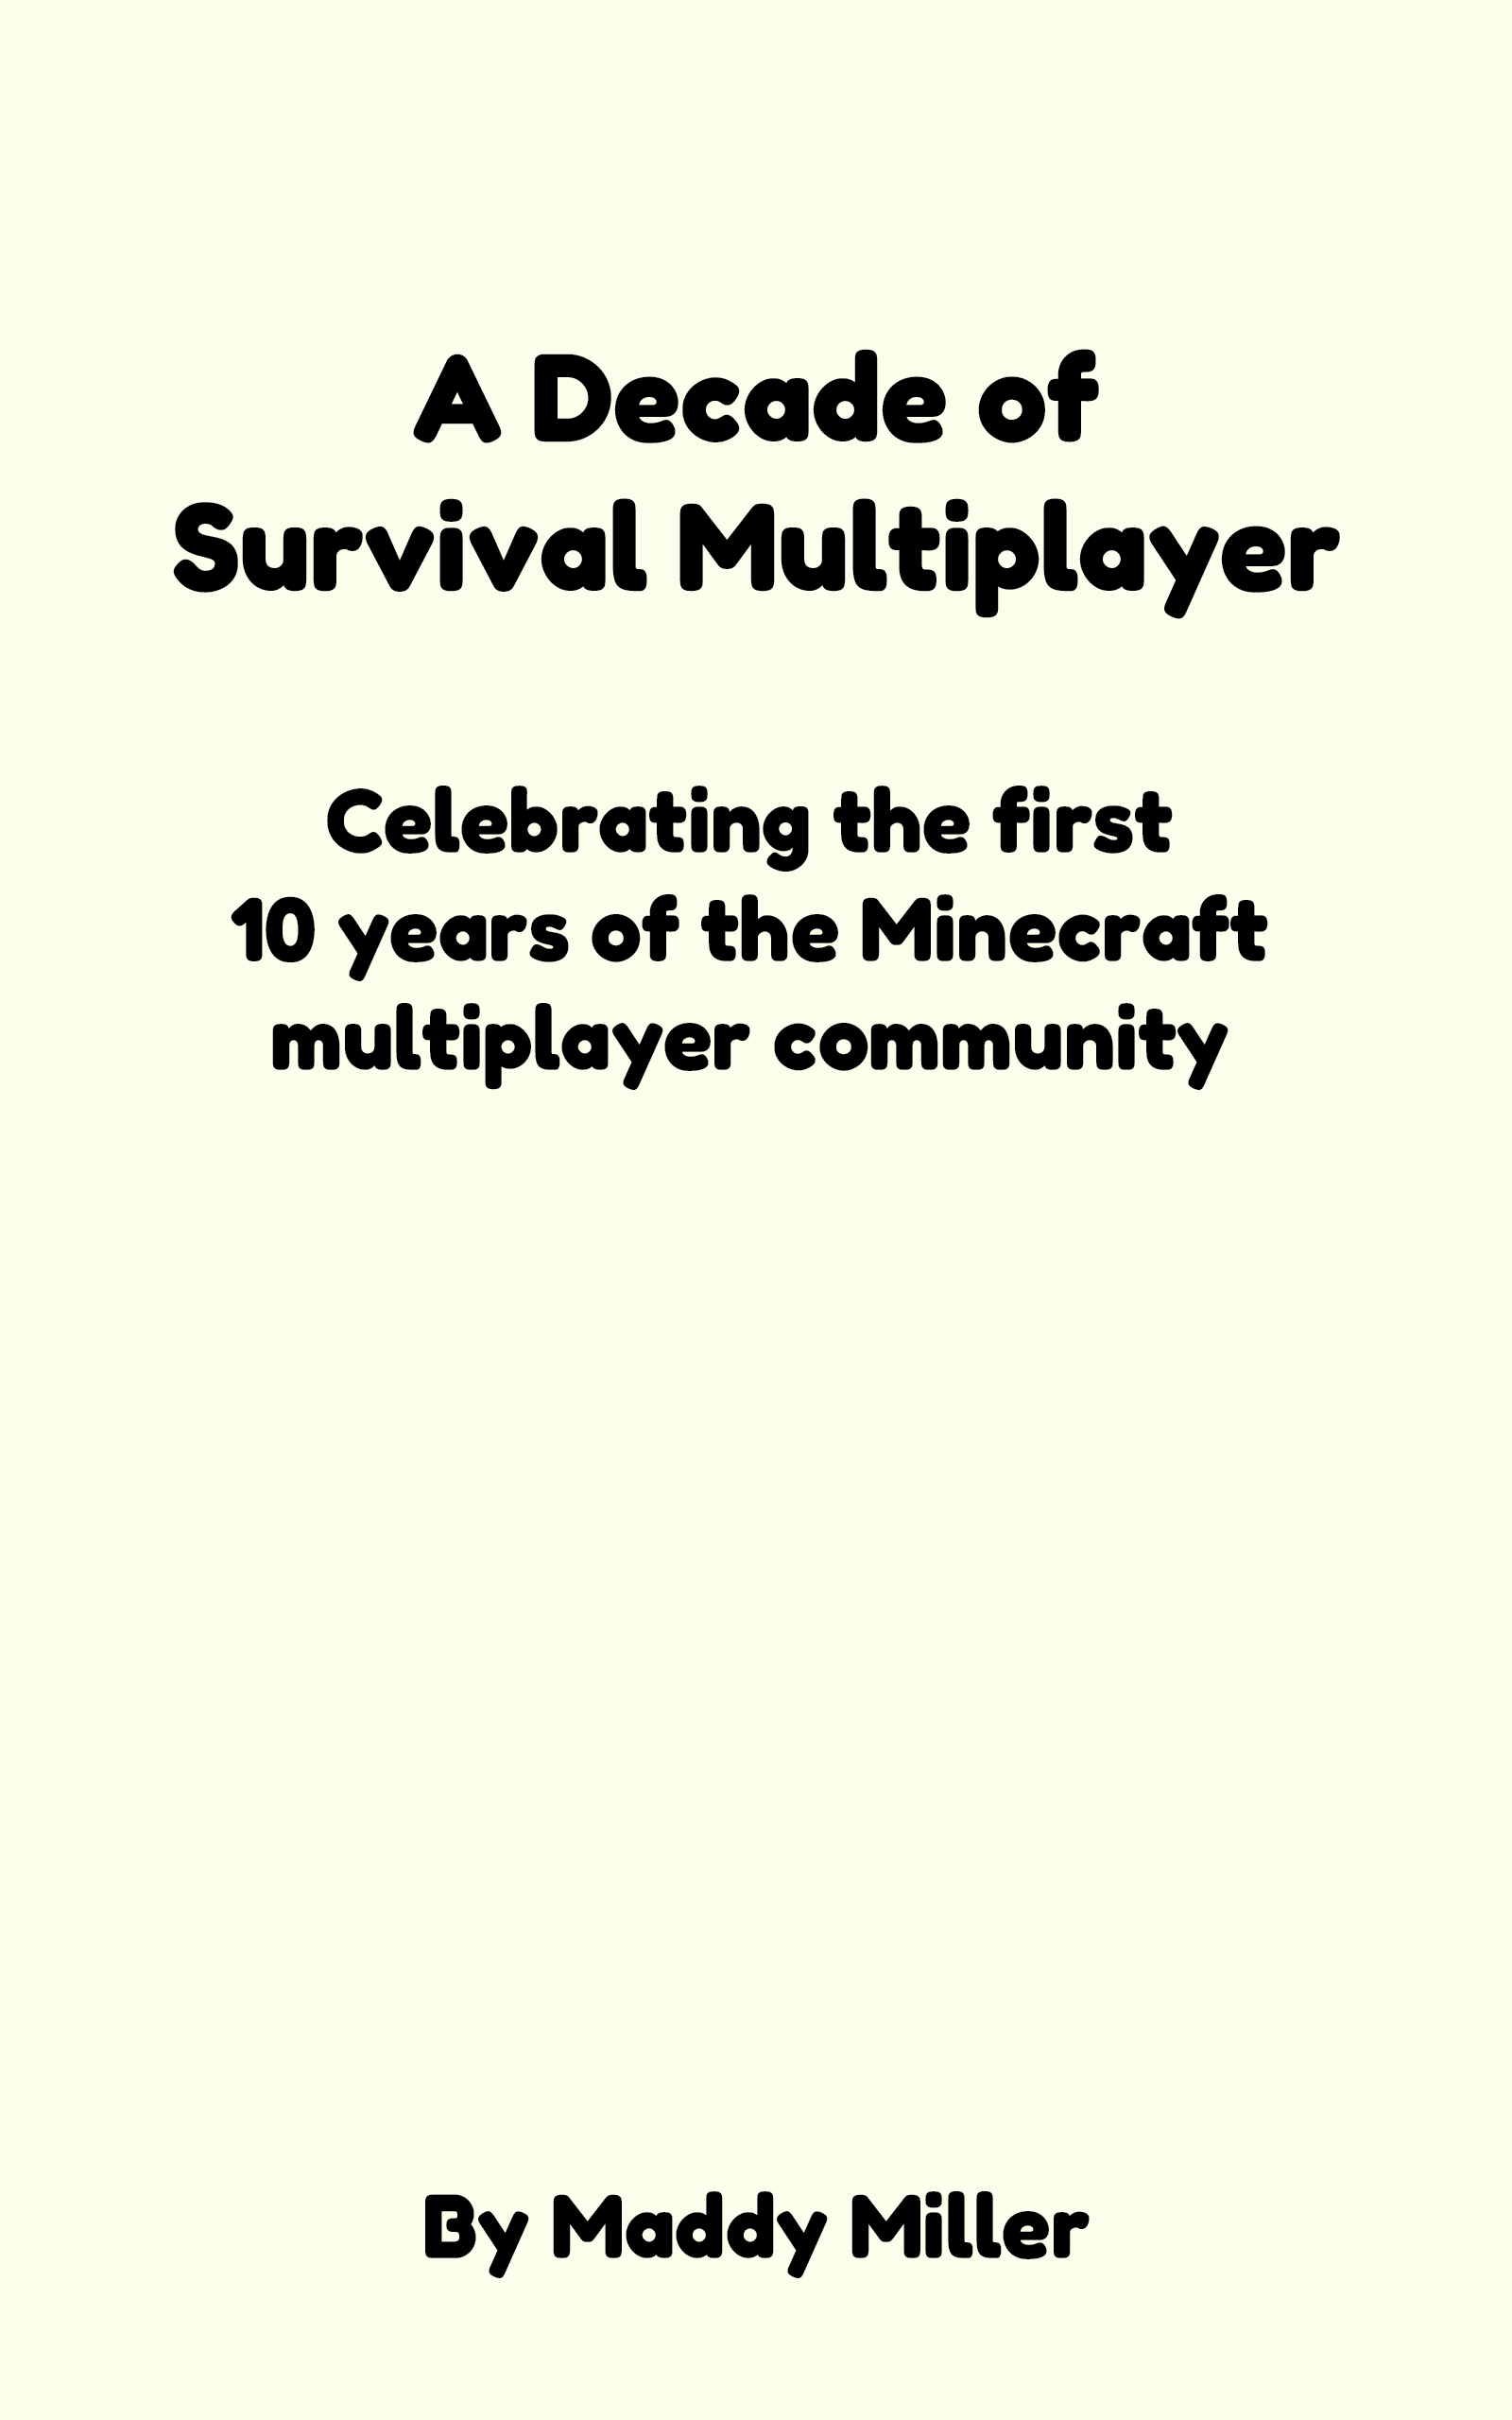 A Decade of
Survival Multiplayer
Celebrating the first
10 years of the Minecraft
multiplayer community
By Maddy Miller